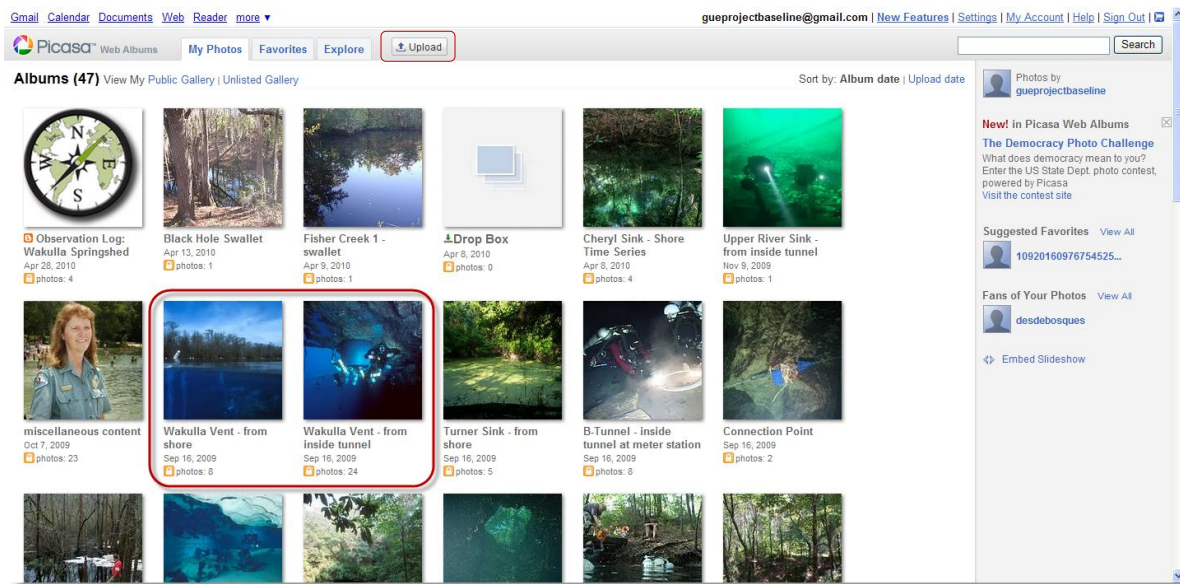 Gmail Calendar Documents Web Reader more ▼
gueprojectbaseline@gmail.com | New Features | Settings | My Account | Help | Sign Out |
Picasa™ Web Albums My Photos Favorites Explore Upload Search
Albums (47) View My Public Gallery | Unlisted Gallery
Sort by: Album date | Upload date
N
W E
S
Observation Log:
Wakulla Springshed
Apr 28, 2010
photos: 4
Black Hole Swallet
Apr 13, 2010
photos: 1
Fisher Creek 1 -
swallet
Apr 9, 2010
photos: 1
Drop Box
Apr 8, 2010
photos: 0
Cheryl Sink - Shore
Time Series
Apr 8, 2010
photos: 4
Upper River Sink -
from inside tunnel
Nov 9, 2009
photos: 1
miscellaneous content
Oct 7, 2009
photos: 23
Wakulla Vent - from
shore
Sep 16, 2009
photos: 8
Wakulla Vent - from
inside tunnel
Sep 16, 2009
photos: 24
Turner Sink - from
shore
Sep 16, 2009
photos: 5
B-Tunnel - inside
tunnel at meter station
Sep 16, 2009
photos: 8
Connection Point
Sep 16, 2009
photos: 2
Photos by
gueprojectbaseline
New! in Picasa Web Albums
The Democracy Photo Challenge
What does democracy mean to you?
Enter the US State Dept. photo contest,
powered by Picasa
Visit the contest site
Suggested Favorites View All
10920160976754525...
Fans of Your Photos View All
desdebosques
Embed Slideshow